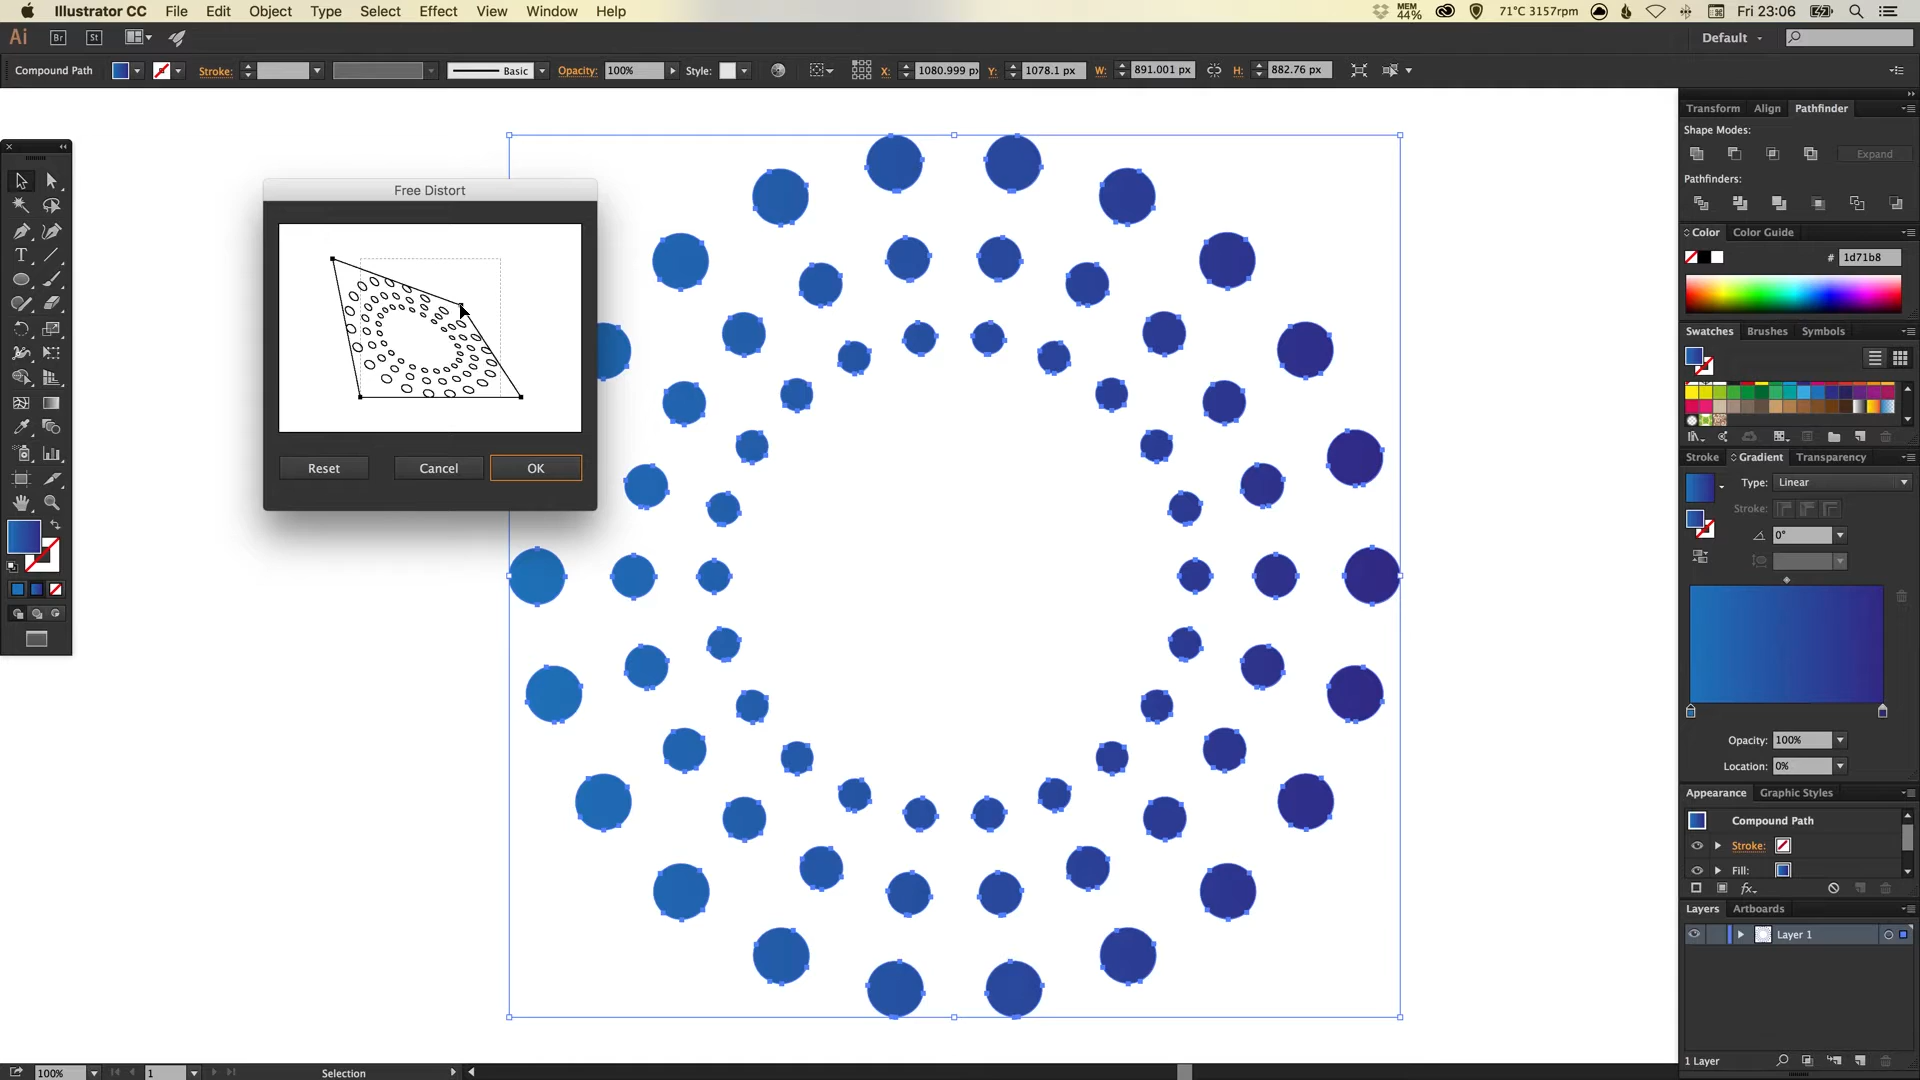 Illustrator CC File Edit Object Type Select Effect View Window Help
MEM
44%
71°C 3157rpm
Fri 23:06
Ai Br St
Default
Compound Path
Stroke:
Basic
Opacity: 100%
Style:
X: 1080.999 px
Y: 1078.1 px
W: 891.001 px
H: 882.76 px
Transform Align Pathfinder
Shape Modes:
Expand
Pathfinders:
Color Color Guide
# 1d71b8
Swatches Brushes Symbols
Stroke Gradient Transparency
Type: Linear
Stroke:
0°
Opacity: 100%
Location: 0%
Appearance Graphic Styles
Compound Path
Stroke:
Fill:
fx
Layers Artboards
Layer 1
1 Layer
Free Distort
Reset Cancel OK
T
100%
1
Selection